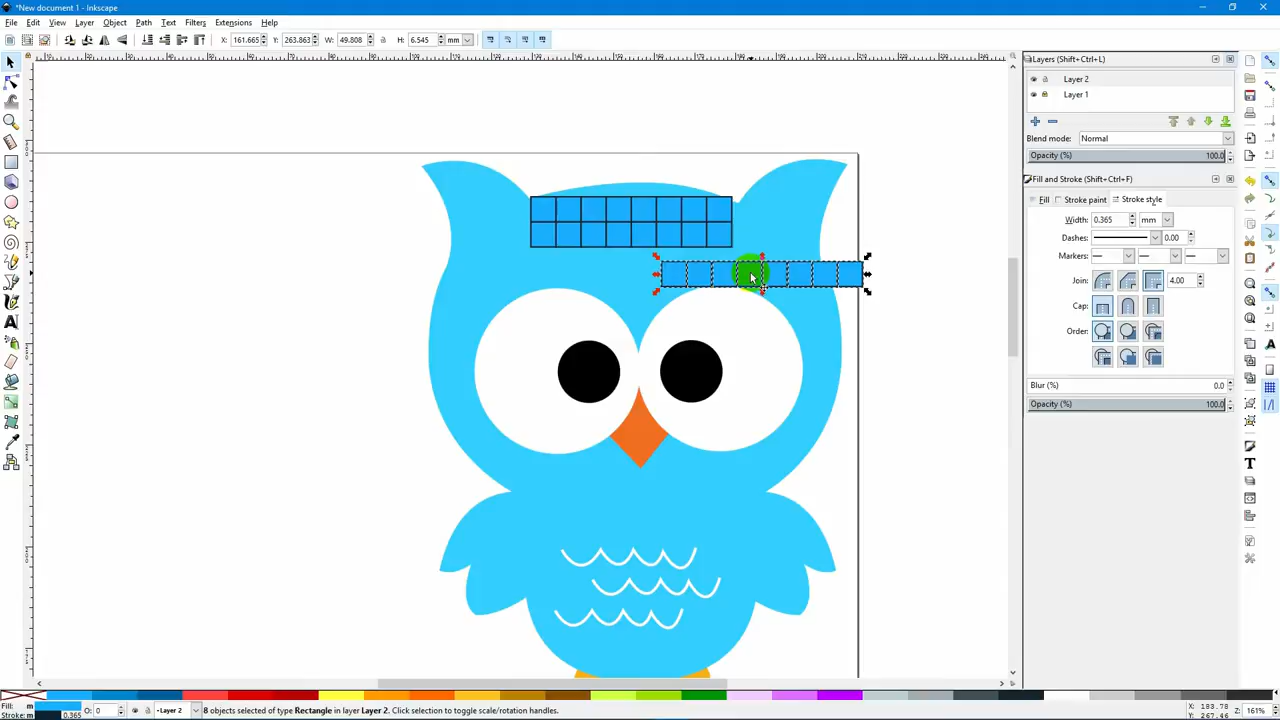 *New document 1 - Inkscape
File Edit View Layer Object Path Text Filters Extensions Help
X: 161.665 Y: 263.863 W: 49.808 H: 6.545 mm
Layers (Shift+Ctrl+L)
Layer 2
Layer 1
Blend mode: Normal
Opacity (%) 100.0
Fill and Stroke (Shift+Ctrl+F)
Fill Stroke paint Stroke style
Width: 0.365 mm
Dashes: 0.00
Markers:
Join: 4.00
Cap:
Order:
Blur (%) 0.0
Opacity (%) 100.0
Fill: m
Stroke: m 0.365
O: 0
Layer 2
8 objects selected of type Rectangle in layer Layer 2. Click selection to toggle scale/rotation handles.
X: 183.78
Y: 267.46
Z: 161%